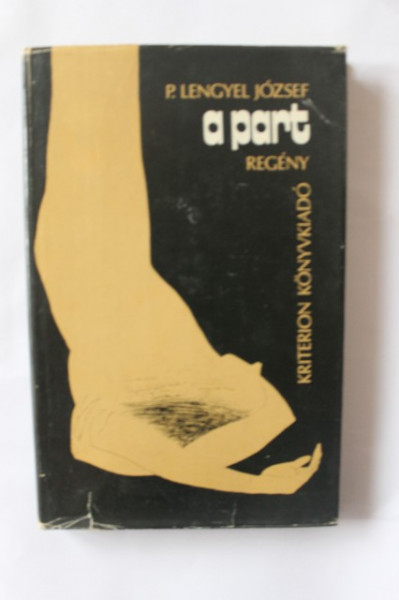 P. LENGYEL JÓZSEF
a part
REGÉNY
KRITERION KÖNYVKIADÓ